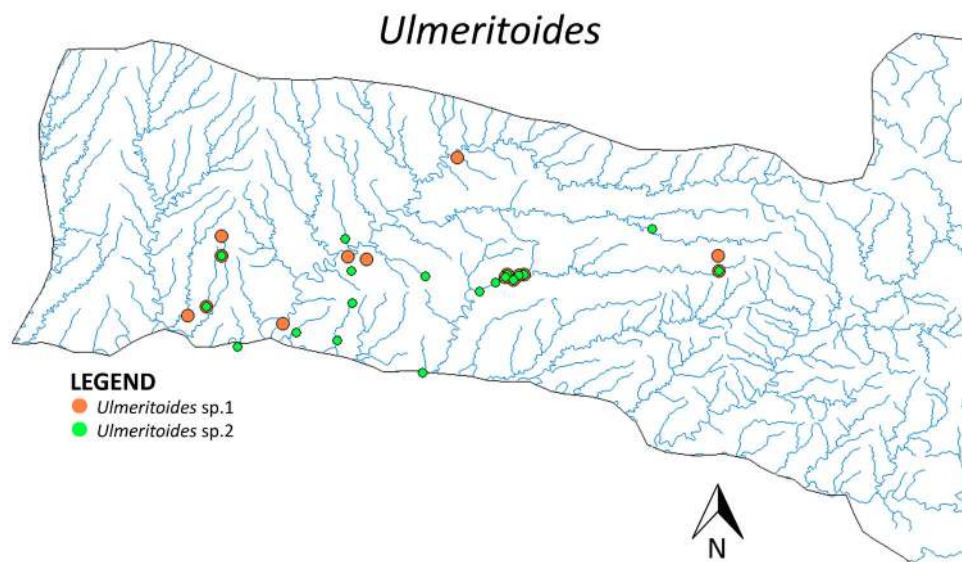 Ulmeritoides
LEGEND
Ulmeritoides sp.1
Ulmeritoides sp.2
N